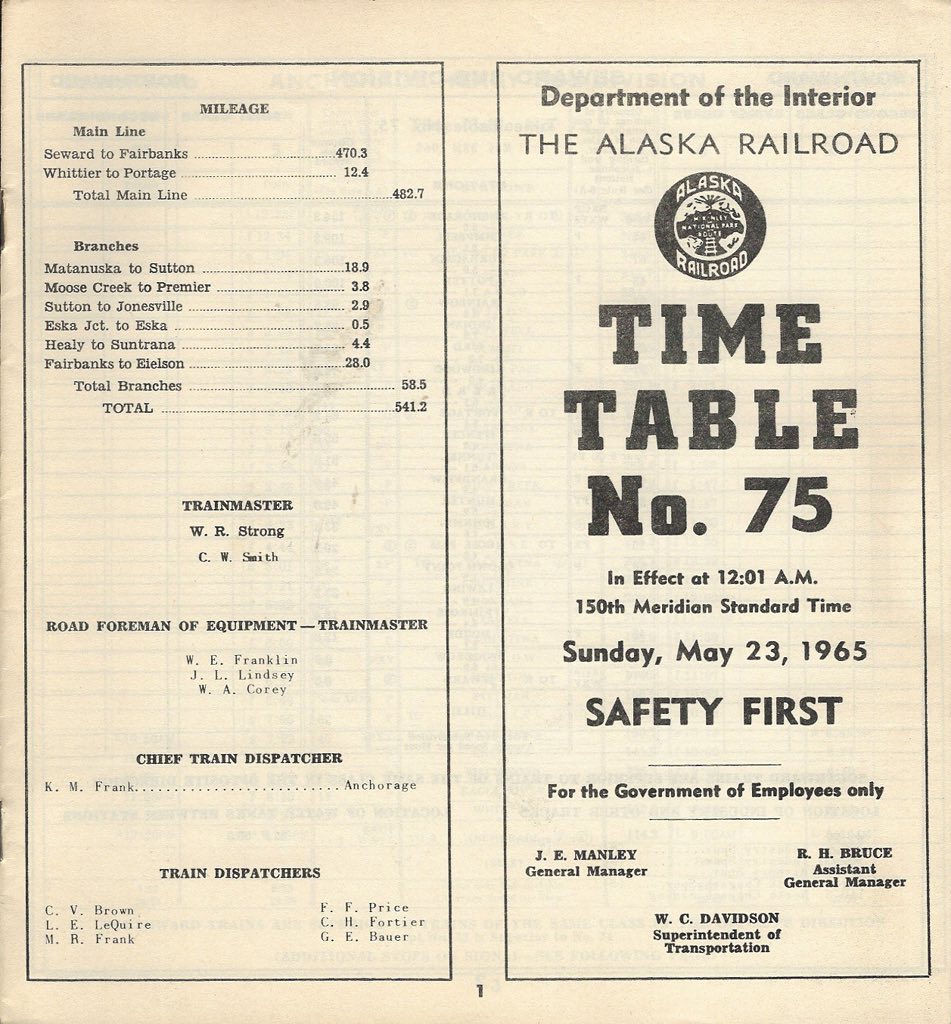 MILEAGE
Main Line
Seward to Fairbanks ........ 470.3
Whittier to Portage ........ 12.4
Total Main Line ........ 482.7
Branches
Matanuska to Sutton ........ 18.9
Moose Creek to Premier ........ 3.8
Sutton to Jonesville ........ 2.9
Eska Jct. to Eska ........ 0.5
Healy to Suntrana ........ 4.4
Fairbanks to Eielson ........ 28.0
Total Branches ........ 58.5
TOTAL ........ 541.2
TRAINMASTER
W. R. Strong
C. W. Smith
ROAD FOREMAN OF EQUIPMENT — TRAINMASTER
W. E. Franklin
J. L. Lindsey
W. A. Corey
CHIEF TRAIN DISPATCHER
K. M. Frank........Anchorage
TRAIN DISPATCHERS
C. V. Brown
L. E. LeQuire
M. R. Frank
F. F. Price
C. H. Fortier
G. E. Bauer
Department of the Interior
THE ALASKA RAILROAD
ALASKA
McKINLEY
NATIONAL PARK
ROUTE
RAILROAD
TIME
TABLE
No. 75
In Effect at 12:01 A.M.
150th Meridian Standard Time
Sunday, May 23, 1965
SAFETY FIRST
For the Government of Employees only
J. E. MANLEY
General Manager
R. H. BRUCE
Assistant
General Manager
W. C. DAVIDSON
Superintendent of
Transportation
1